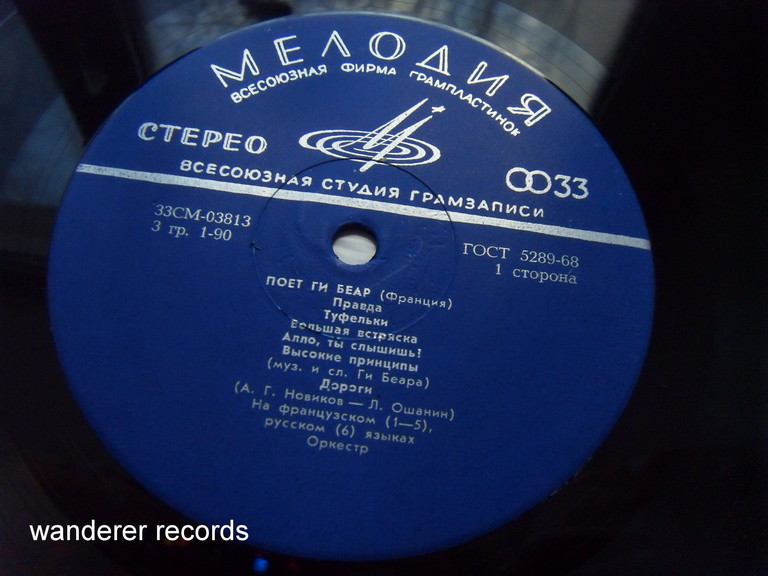 МЕЛОДИЯ
ВСЕСОЮЗНАЯ ФИРМА ГРАМПЛАСТИНОК
СТЕРЕО
33
ВСЕСОЮЗНАЯ СТУДИЯ ГРАМЗАПИСИ
33СМ-03813
3 гр. 1-90
ГОСТ 5289-68
1 сторона
ПОЕТ ГИ БЕАР (Франция)
Правда
Туфельки
Большая встряска
Алло, ты слышишь?
Высокие принципы
(муз. и сл. Ги Беара)
Дороги
(А. Г. Новиков — Л. Ошанин)
На французском (1—5),
русском (6) языках
Оркестр
wanderer records